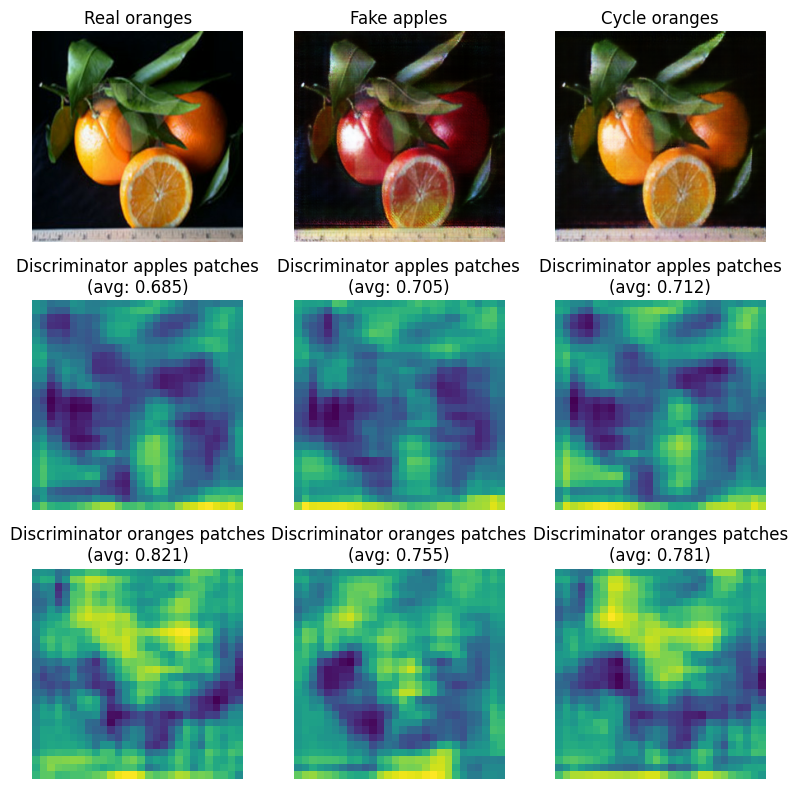 Real oranges
Fake apples
Cycle oranges
Discriminator apples patches
(avg: 0.685)
Discriminator apples patches
(avg: 0.705)
Discriminator apples patches
(avg: 0.712)
Discriminator oranges patches
(avg: 0.821)
Discriminator oranges patches
(avg: 0.755)
Discriminator oranges patches
(avg: 0.781)